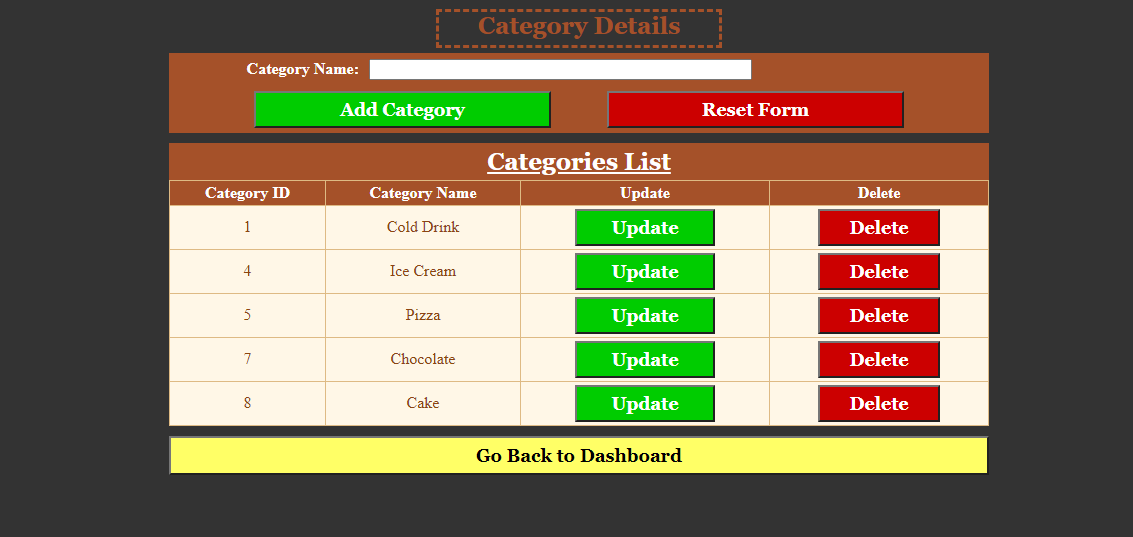 Category Details
Category Name:
Add Category Reset Form
Categories List
Category ID Category Name Update Delete
1 Cold Drink Update Delete
4 Ice Cream Update Delete
5 Pizza Update Delete
7 Chocolate Update Delete
8 Cake Update Delete
Go Back to Dashboard